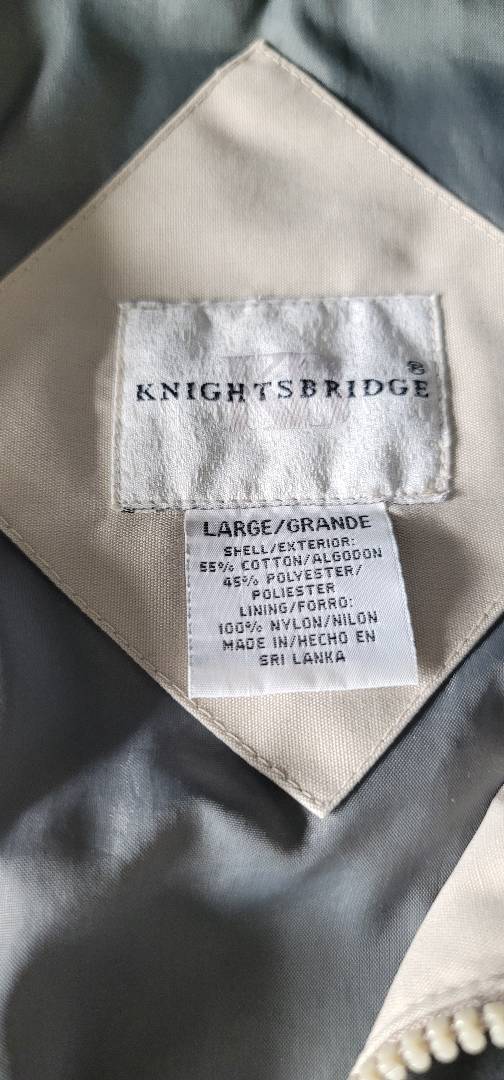 KNIGHTSBRIDGE®
LARGE/GRANDE
SHELL/EXTERIOR:
55% COTTON/ALGODON
45% POLYESTER/
POLIESTER
LINING/FORRO:
100% NYLON/NILON
MADE IN/HECHO EN
SRI LANKA